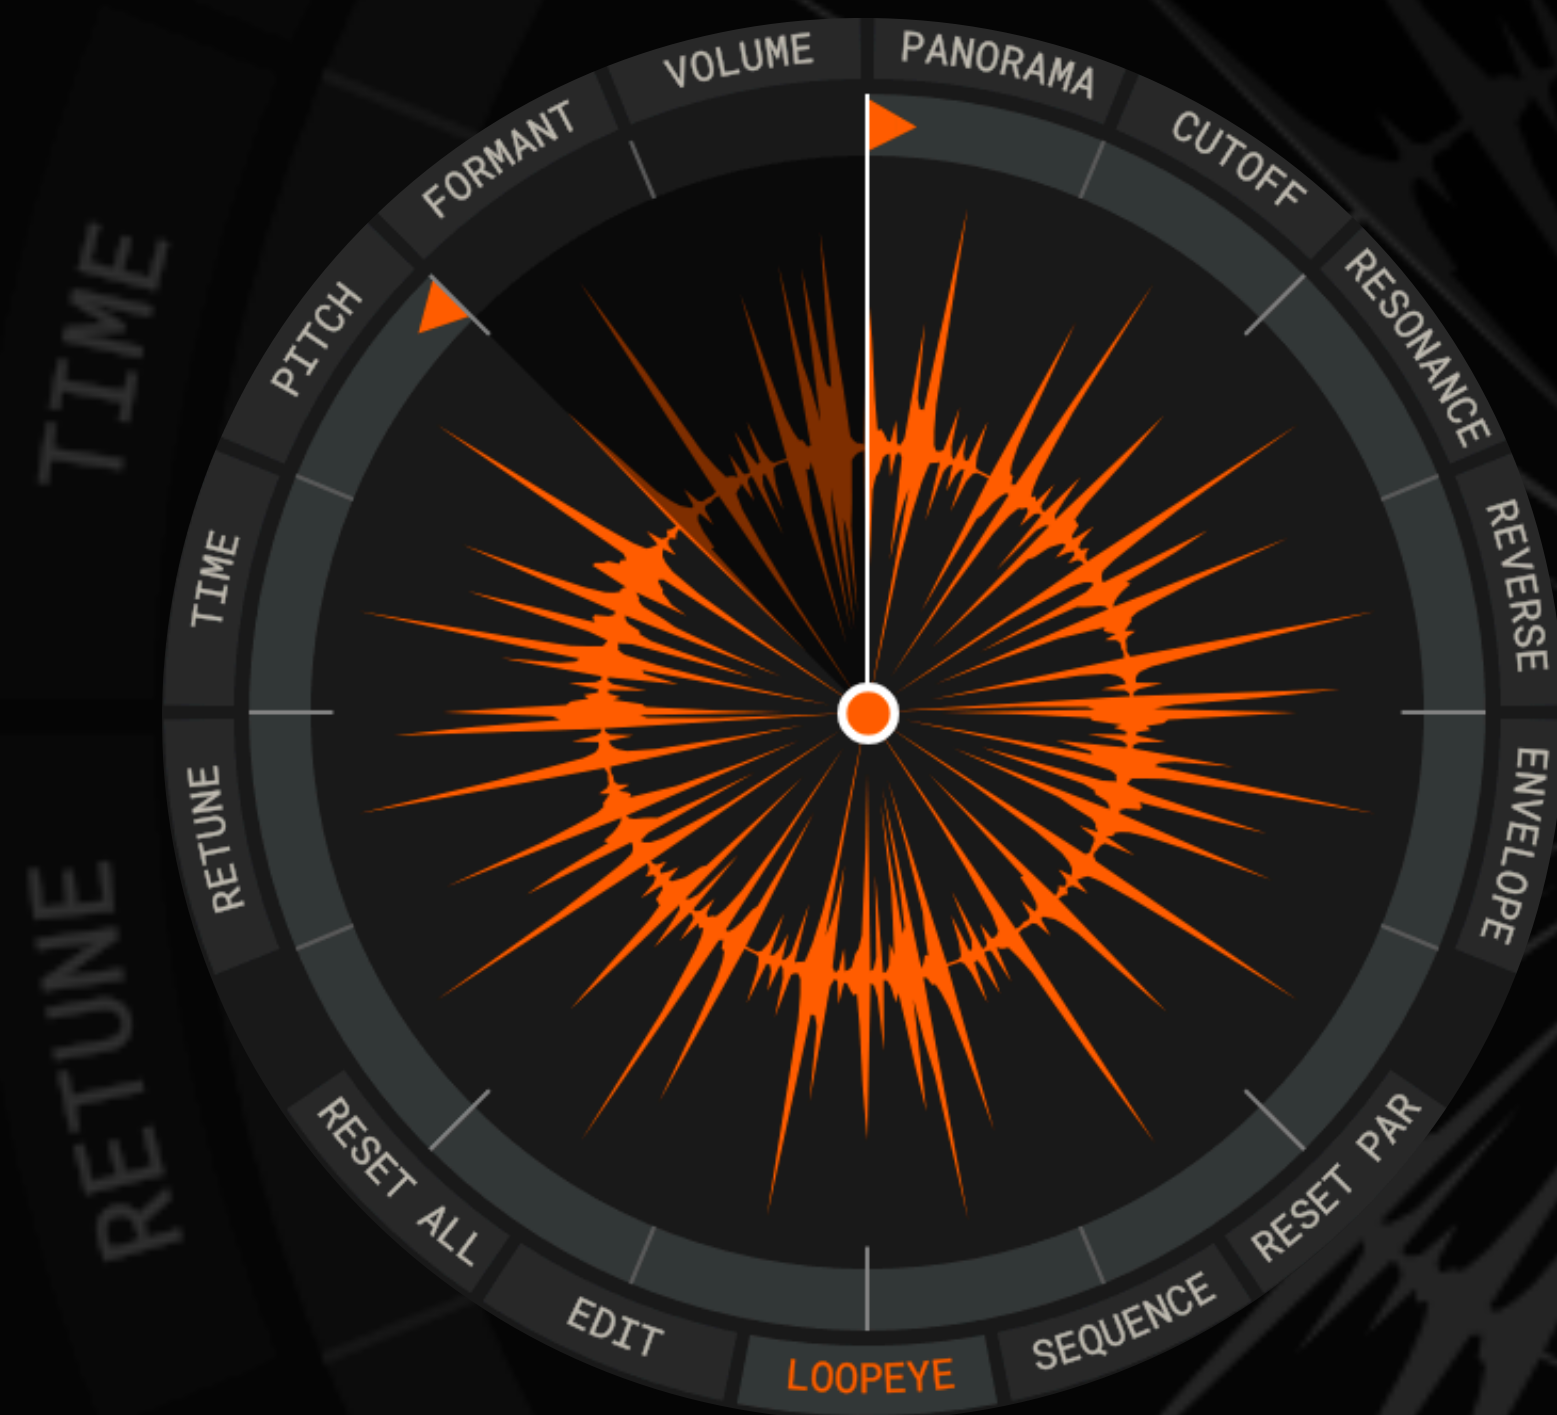 VOLUME
PANORAMA
CUTOFF
RESONANCE
REVERSE
ENVELOPE
RESET PAR
SEQUENCE
LOOPEYE
EDIT
RESET ALL
RETUNE
TIME
PITCH
FORMANT
TIME
RETUNE